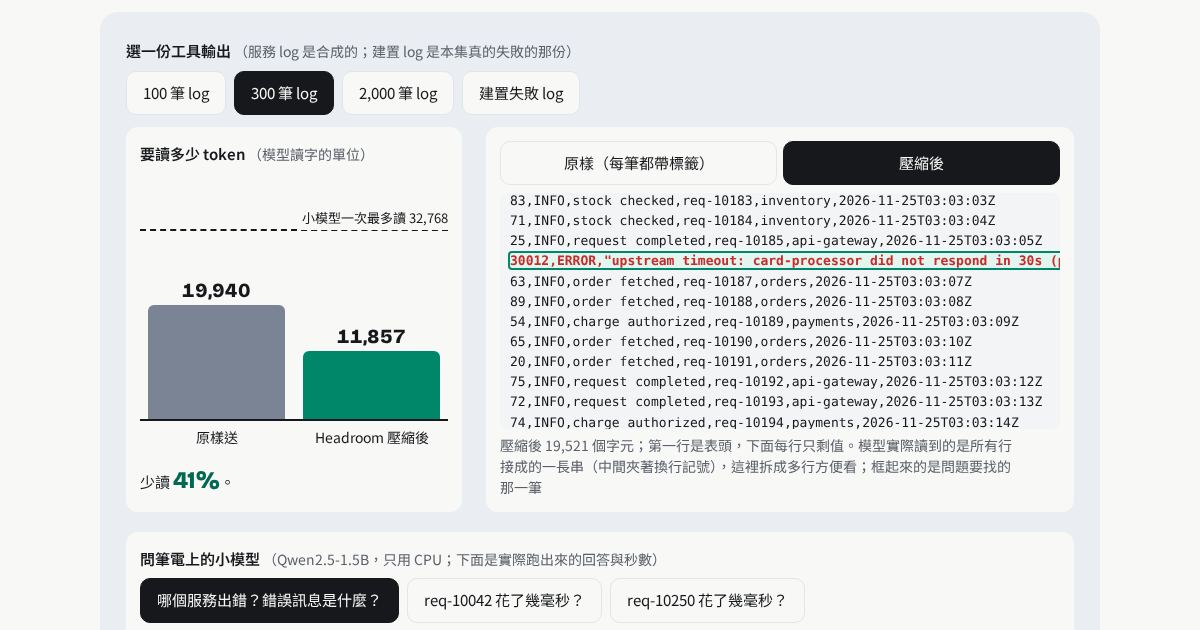 選一份工具輸出 （服務 log 是合成的；建置 log 是本集真的失敗的那份）
100 筆 log
300 筆 log
2,000 筆 log
建置失敗 log
要讀多少 token （模型讀字的單位）
小模型一次最多讀 32,768
19,940
11,857
原樣送
Headroom 壓縮後
少讀 41%。
原樣（每筆都帶標籤）
壓縮後
83,INFO,stock checked,req-10183,inventory,2026-11-25T03:03:03Z
71,INFO,stock checked,req-10184,inventory,2026-11-25T03:03:04Z
25,INFO,request completed,req-10185,api-gateway,2026-11-25T03:03:05Z
30012,ERROR,"upstream timeout: card-processor did not respond in 30s (
63,INFO,order fetched,req-10187,orders,2026-11-25T03:03:07Z
89,INFO,order fetched,req-10188,orders,2026-11-25T03:03:08Z
54,INFO,charge authorized,req-10189,payments,2026-11-25T03:03:09Z
65,INFO,order fetched,req-10190,orders,2026-11-25T03:03:10Z
20,INFO,order fetched,req-10191,orders,2026-11-25T03:03:11Z
75,INFO,request completed,req-10192,api-gateway,2026-11-25T03:03:12Z
72,INFO,request completed,req-10193,api-gateway,2026-11-25T03:03:13Z
74,INFO,charge authorized,req-10194,payments,2026-11-25T03:03:14Z
壓縮後 19,521 個字元；第一行是表頭，下面每行只剩值。模型實際讀到的是所有行
接成的一長串（中間夾著換行記號），這裡拆成多行方便看；框起來的是問題要找的
那一筆
問筆電上的小模型 （Qwen2.5-1.5B，只用 CPU；下面是實際跑出來的回答與秒數）
哪個服務出錯？錯誤訊息是什麼？
req-10042 花了幾毫秒？
req-10250 花了幾毫秒？